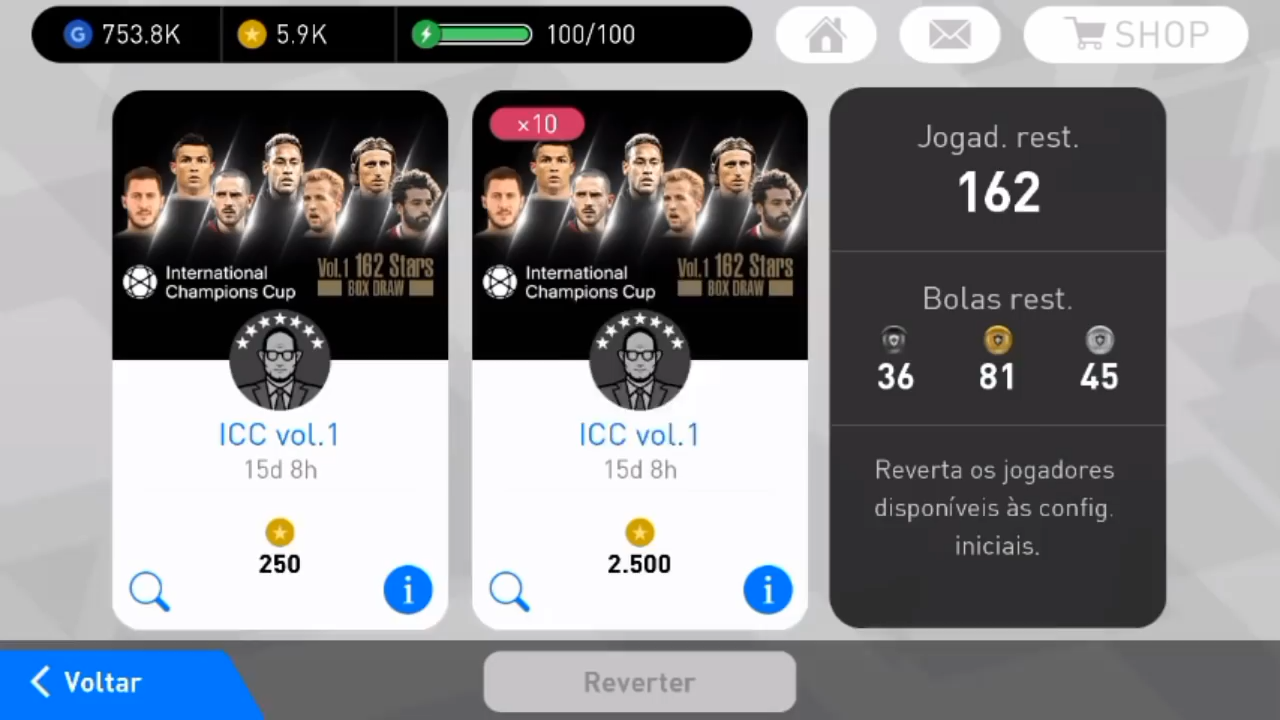 G 753.8K 5.9K 100/100 SHOP
International
Champions Cup
Vol.1 162 Stars
BOX DRAW
ICC vol.1
15d 8h
250
i
×10
International
Champions Cup
Vol.1 162 Stars
BOX DRAW
ICC vol.1
15d 8h
2.500
i
Jogad. rest.
162
Bolas rest.
36 81 45
Reverta os jogadores
disponíveis às config.
iniciais.
Voltar
Reverter